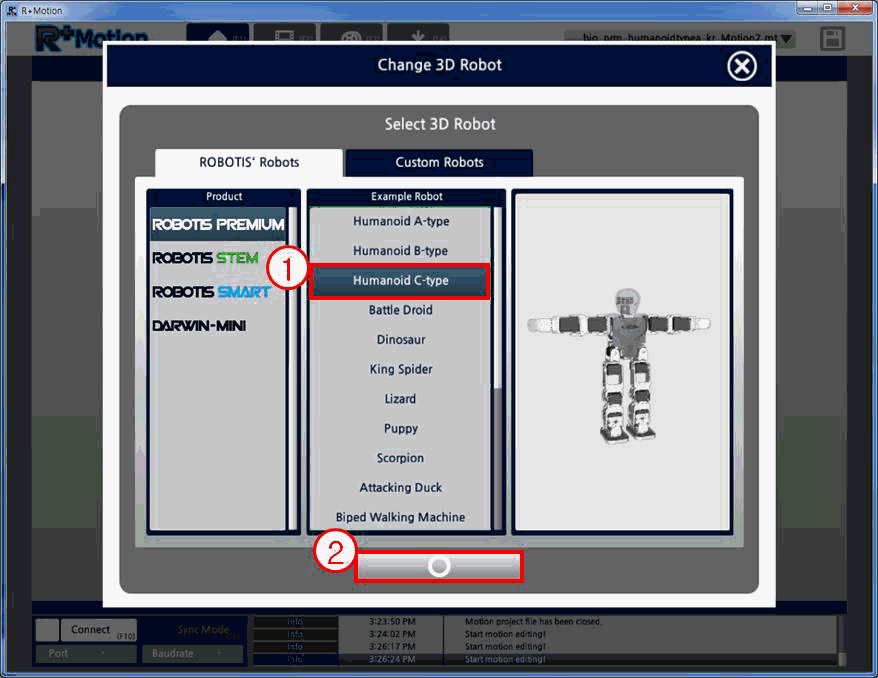 R+Motion
R+Motion
bio_prm_humanoidtypea_kr_Motion2.mt
Change 3D Robot
Select 3D Robot
ROBOTIS' Robots
Custom Robots
Product
ROBOTIS PREMIUM
ROBOTIS STEM
ROBOTIS SMART
DARWIN-MINI
Example Robot
Humanoid A-type
Humanoid B-type
1
Humanoid C-type
Battle Droid
Dinosaur
King Spider
Lizard
Puppy
Scorpion
Attacking Duck
Biped Walking Machine
2
Connect (F10)
Sync Mode
Port
Baudrate
Info 3:23:50 PM Motion project file has been closed.
Info 3:24:02 PM Start motion editing!
Info 3:26:17 PM Start motion editing!
Info 3:26:24 PM Start motion editing!